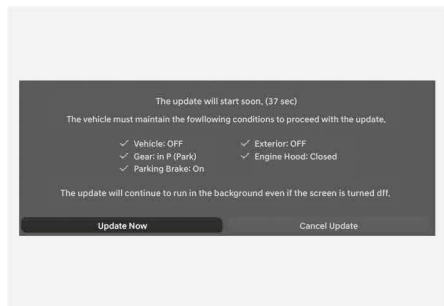 The update will start soon, (37 sec)
The vehicle must maintain the fowllowing conditions to proceed with the update,
✓ Vehicle: OFF ✓ Exterior: OFF
✓ Gear: in P (Park) ✓ Engine Hood: Closed
✓ Parking Brake: On
The update will continue to run in the background even if the screen is turned dff,
Update Now Cancel Update